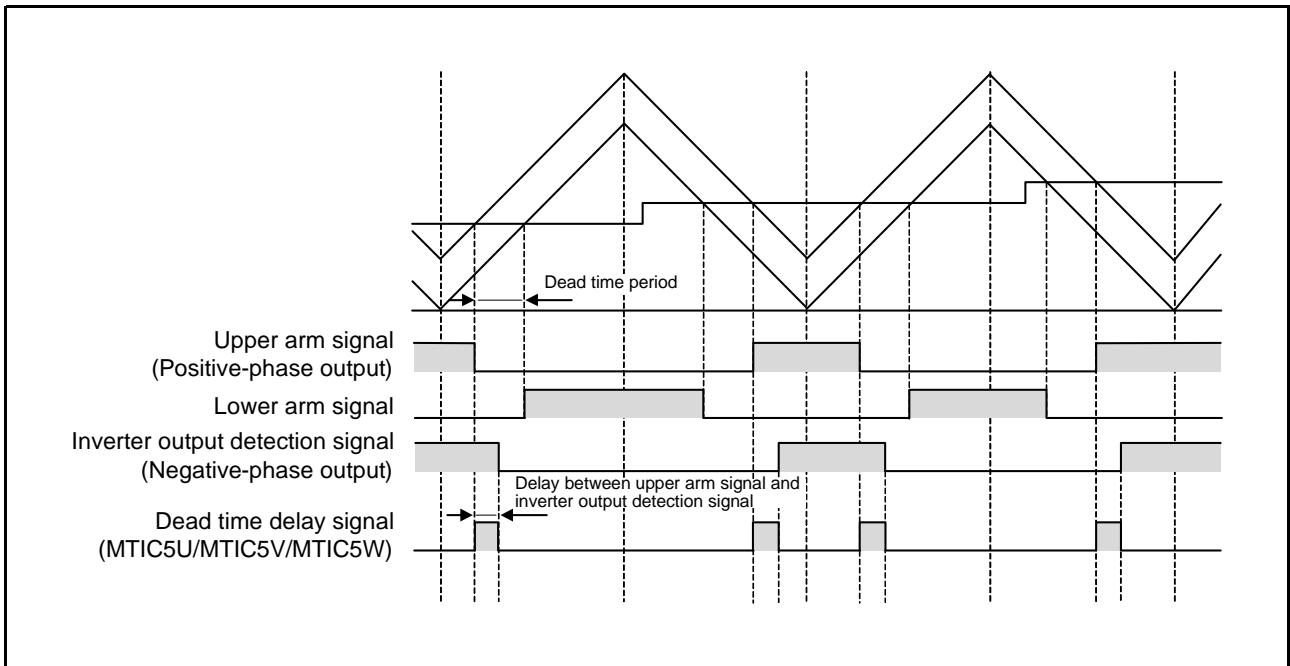 Dead time period
Upper arm signal
(Positive-phase output)
Lower arm signal
Inverter output detection signal
(Negative-phase output)
Delay between upper arm signal and
inverter output detection signal
Dead time delay signal
(MTIC5U/MTIC5V/MTIC5W)